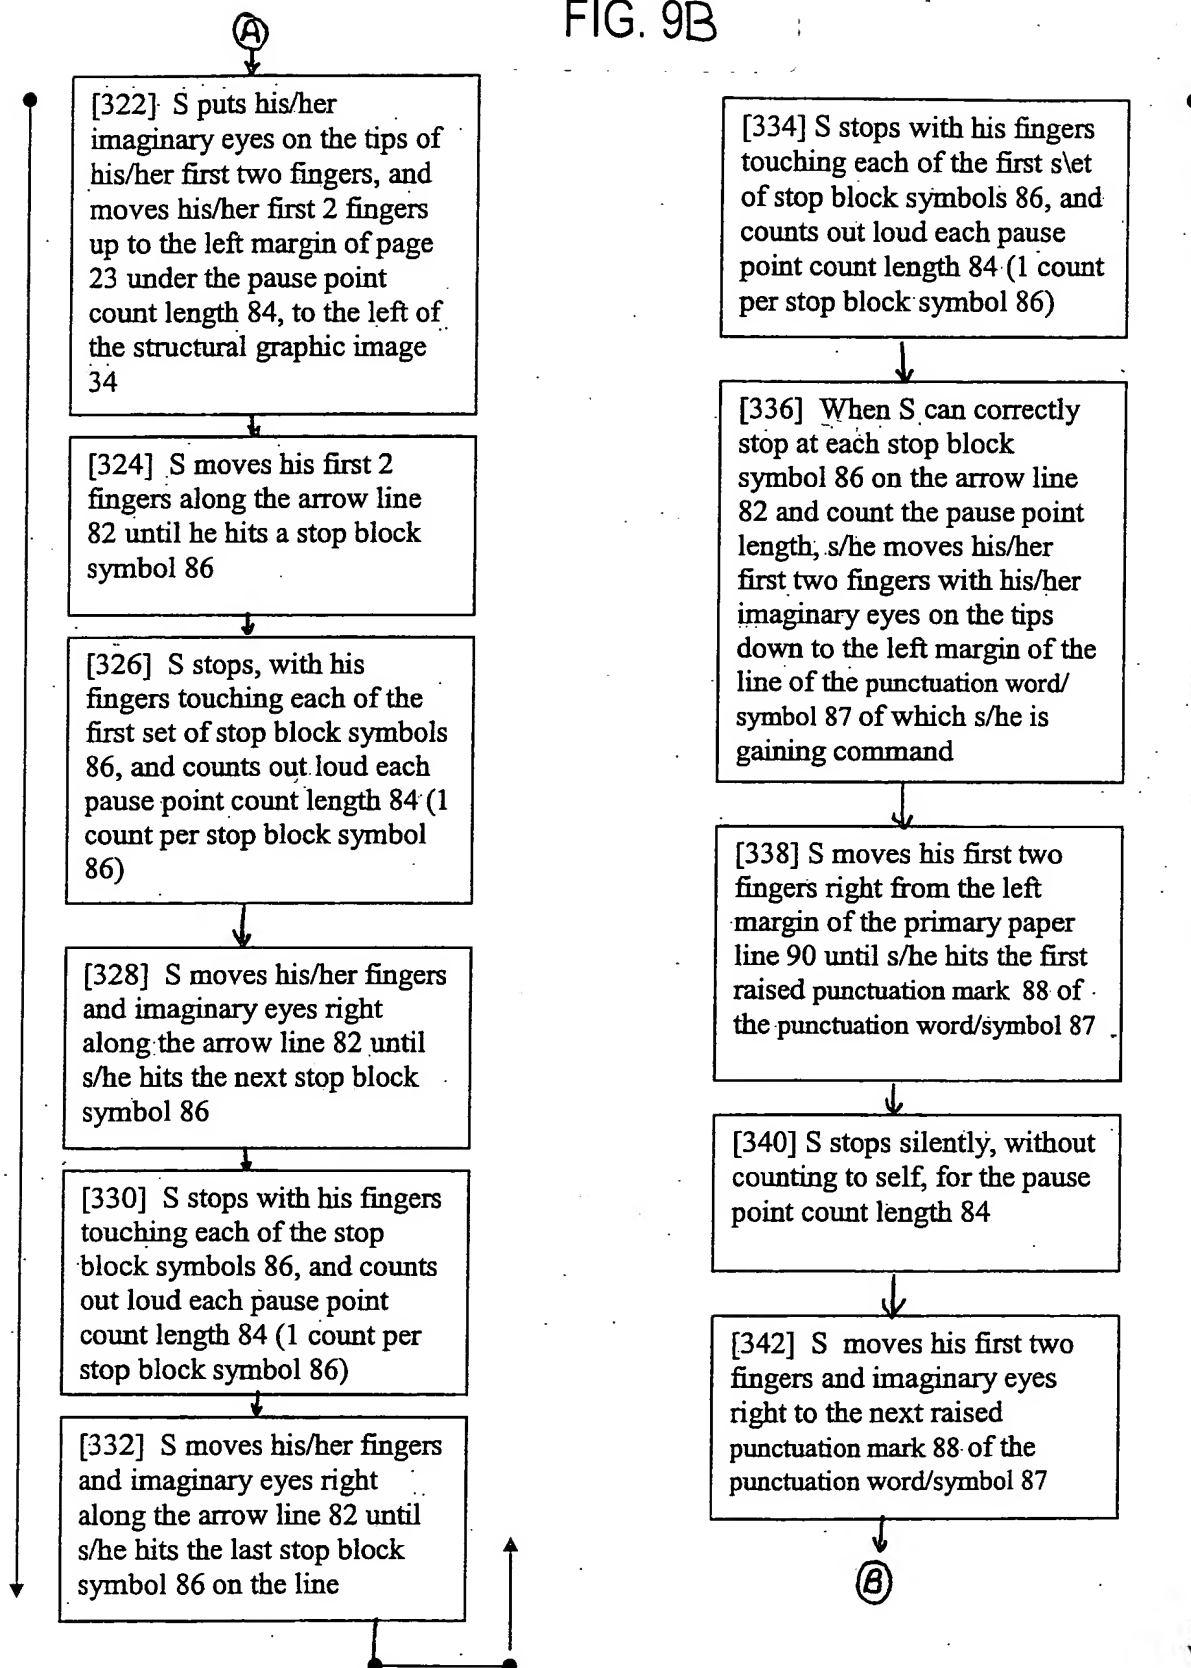 FIG. 9B
A
[322] S puts his/her
imaginary eyes on the tips of
his/her first two fingers, and
moves his/her first 2 fingers
up to the left margin of page
23 under the pause point
count length 84, to the left of
the structural graphic image
34
[324] S moves his first 2
fingers along the arrow line
82 until he hits a stop block
symbol 86
[326] S stops, with his
fingers touching each of the
first set of stop block symbols
86, and counts out loud each
pause point count length 84 (1
count per stop block symbol
86)
[328] S moves his/her fingers
and imaginary eyes right
along the arrow line 82 until
s/he hits the next stop block
symbol 86
[330] S stops with his fingers
touching each of the stop
block symbols 86, and counts
out loud each pause point
count length 84 (1 count per
stop block symbol 86)
[332] S moves his/her fingers
and imaginary eyes right
along the arrow line 82 until
s/he hits the last stop block
symbol 86 on the line
[334] S stops with his fingers
touching each of the first s\et
of stop block symbols 86, and
counts out loud each pause
point count length 84 (1 count
per stop block symbol 86)
[336] When S can correctly
stop at each stop block
symbol 86 on the arrow line
82 and count the pause point
length, s/he moves his/her
first two fingers with his/her
imaginary eyes on the tips
down to the left margin of the
line of the punctuation word/
symbol 87 of which s/he is
gaining command
[338] S moves his first two
fingers right from the left
margin of the primary paper
line 90 until s/he hits the first
raised punctuation mark 88 of
the punctuation word/symbol 87
[340] S stops silently, without
counting to self, for the pause
point count length 84
[342] S moves his first two
fingers and imaginary eyes
right to the next raised
punctuation mark 88 of the
punctuation word/symbol 87
B